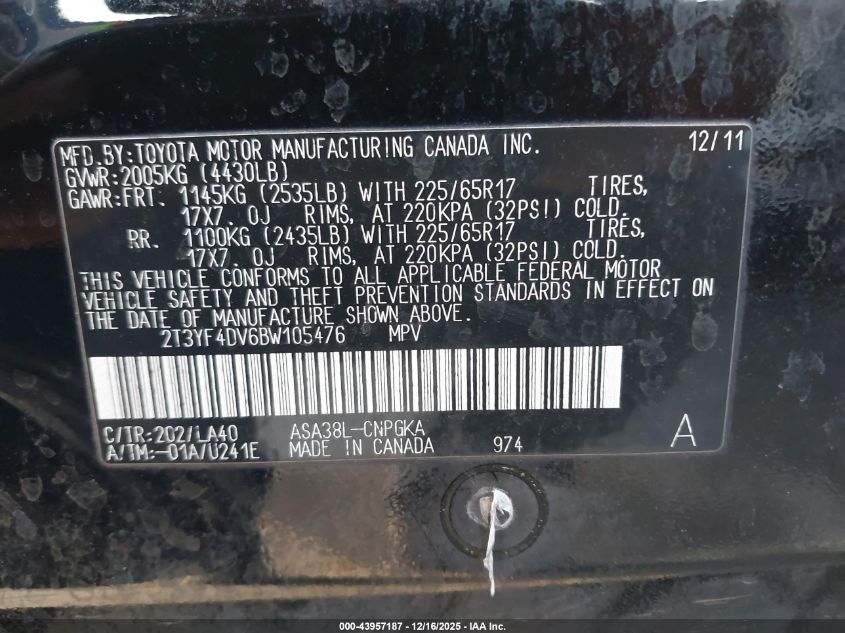 MFD.BY:TOYOTA MOTOR MANUFACTURING CANADA INC. 12/11
GVWR:2005KG (4430LB)
GAWR:FRT. 1145KG (2535LB) WITH 225/65R17 TIRES,
17X7.0J RIMS, AT 220KPA (32PSI) COLD.
RR. 1100KG (2435LB) WITH 225/65R17 TIRES,
17X7.0J RIMS, AT 220KPA (32PSI) COLD.
THIS VEHICLE CONFORMS TO ALL APPLICABLE FEDERAL MOTOR
VEHICLE SAFETY AND THEFT PREVENTION STANDARDS IN EFFECT ON
THE DATE OF MANUFACTURE SHOWN ABOVE.
2T3YF4DV6BW105476 MPV
C/TR:202/LA40 ASA38L-CNPGKA
A/TM:-01A/U241E MADE IN CANADA 974 A
000-43957187 - 12/16/2025 - IAA Inc.